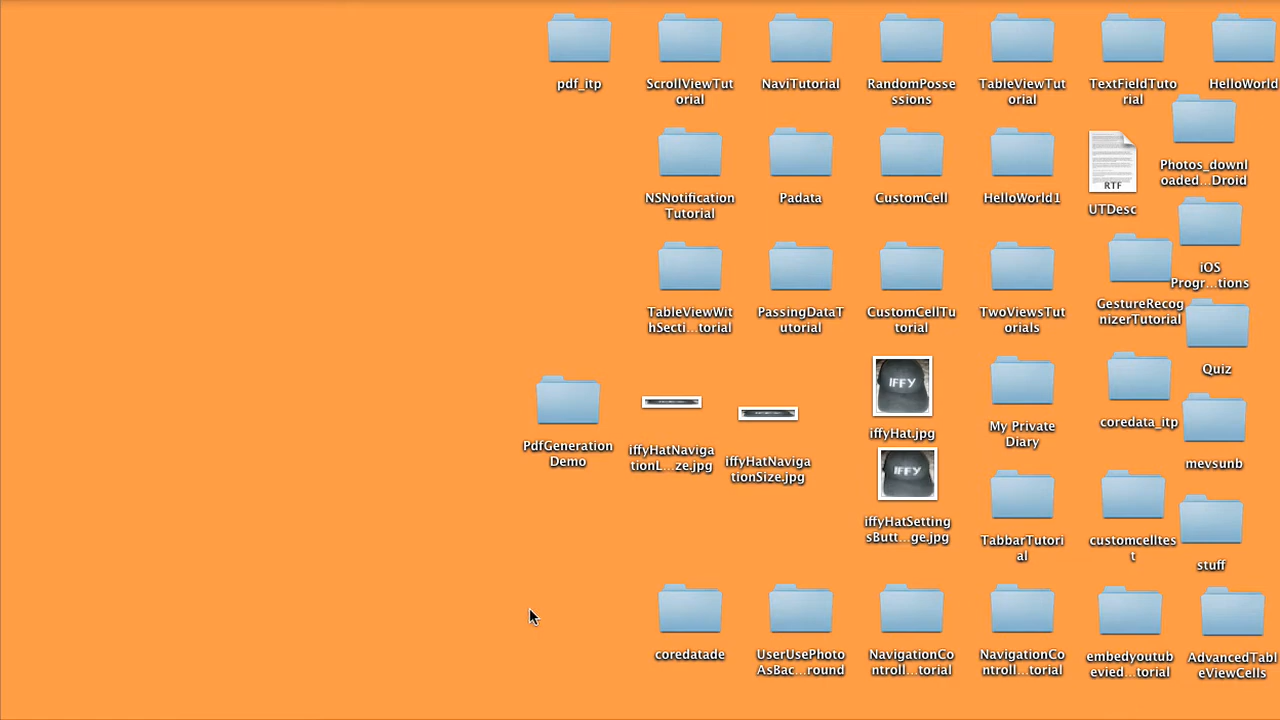 pdf_itp
ScrollViewTut
orial
NaviTutorial
RandomPosse
ssions
TableViewTut
orial
TextFieldTuto
rial
HelloWorld
Photos_downl
oaded...Droid
NSNotification
Tutorial
Padata
CustomCell
HelloWorld1
RTF
UTDesc
iOS
Progr...tions
TableViewWit
hSecti...torial
PassingDataT
utorial
CustomCellTu
torial
TwoViewsTut
orials
GestureRecog
nizerTutorial
Quiz
PdfGeneration
Demo
iffyHatNaviga
tionL...ze.jpg
iffyHatNaviga
tionSize.jpg
IFFY
iffyHat.jpg
My Private
Diary
coredata_itp
mevsunb
IFFY
iffyHatSetting
sButt...ge.jpg
TabbarTutori
al
customcelltes
t
stuff
coredatade
UserUsePhoto
AsBac...round
NavigationCo
ntroll...torial
NavigationCo
ntroll...torial
embedyoutub
evied...torial
AdvancedTabl
eViewCells